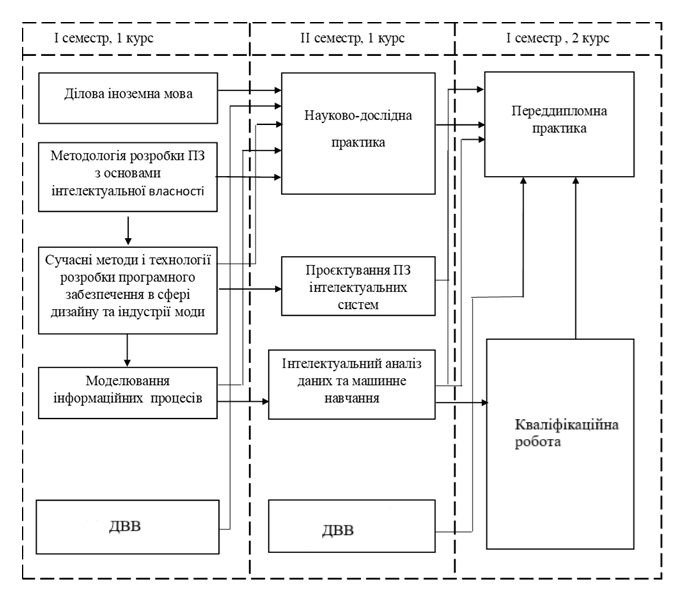 І семестр, 1 курс
ІІ семестр, 1 курс
І семестр , 2 курс
Ділова іноземна мова
Методологія розробки ПЗ
з основами
інтелектуальної власності
Сучасні методи і технології
розробки програмного
забезпечення в сфері
дизайну та індустрії моди
Моделювання
інформаційних процесів
ДВВ
Науково-дослідна
практика
Проєктування ПЗ
інтелектуальних
систем
Інтелектуальний аналіз
даних та машинне
навчання
ДВВ
Переддипломна
практика
Кваліфікаційна
робота